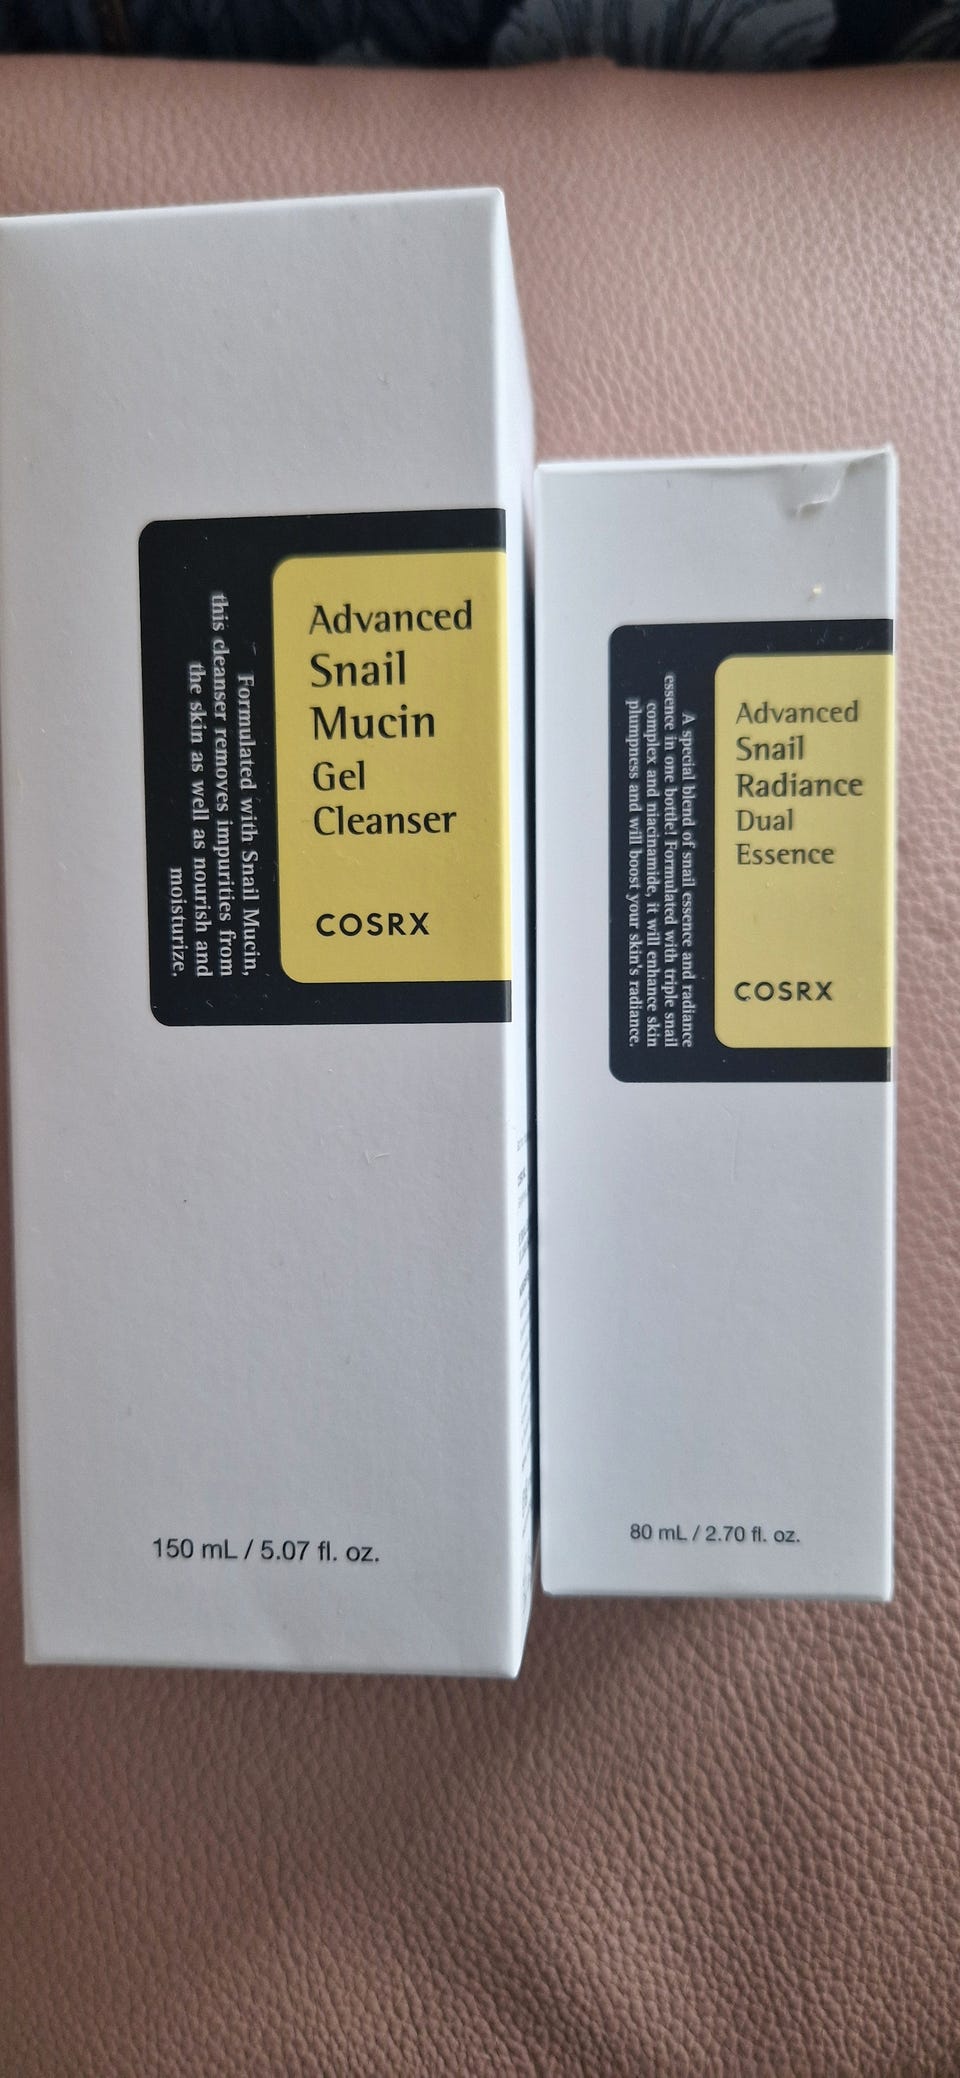 Advanced
Snail
Mucin
Gel
Cleanser
COSRX
Formulated with Snail Mucin,
this cleanser removes impurities from
the skin as well as nourish and
moisturize.
150 mL / 5.07 fl. oz.
Advanced
Snail
Radiance
Dual
Essence
COSRX
A special blend of snail essence and radiance
essence in one bottle! Formulated with triple snail
complex and niacinamide, it will enhance skin
plumpness and will boost your skin's radiance.
80 mL / 2.70 fl. oz.